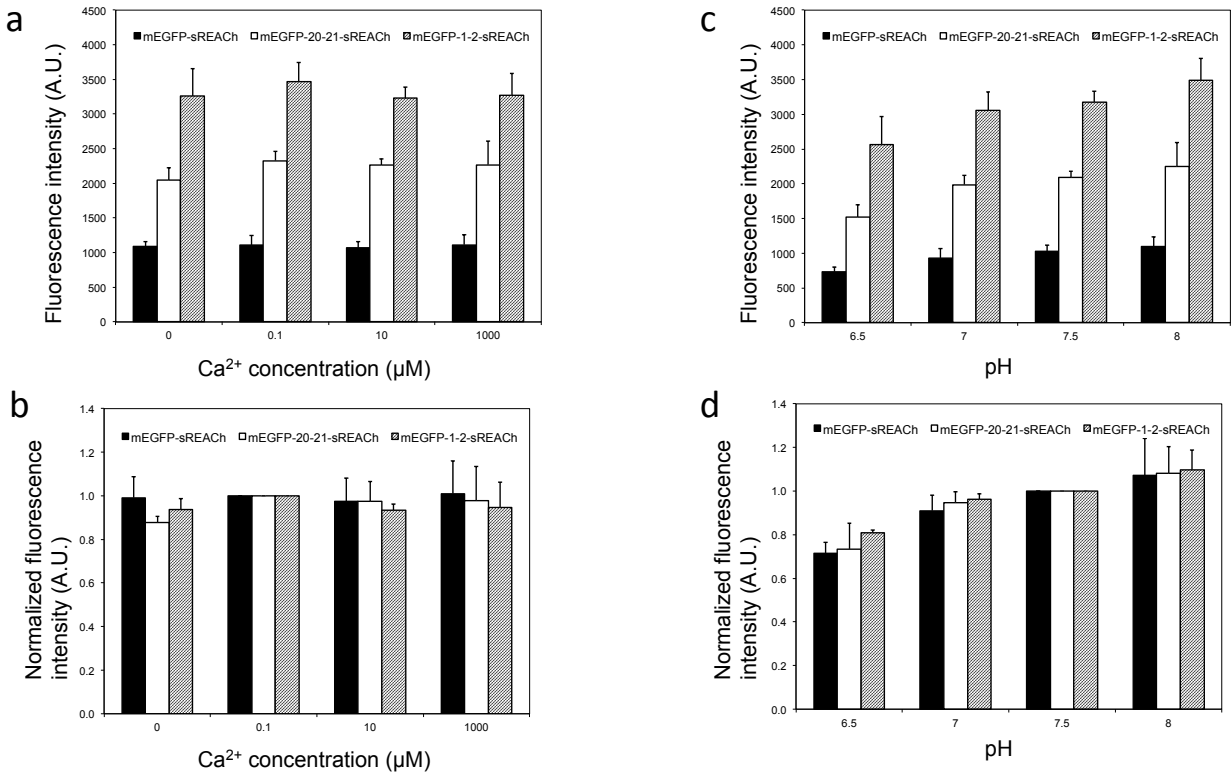 a
4500
4000
3500
3000
2500
2000
1500
1000
500
0
Fluorescence intensity (A.U.)
mEGFP-sREACh mEGFP-20-21-sREACh mEGFP-1-2-sREACh
0 0.1 10 1000
Ca²⁺ concentration (µM)
b
1.4
1.2
1.0
0.8
0.6
0.4
0.2
0.0
Normalized fluorescence
intensity (A.U.)
mEGFP-sREACh mEGFP-20-21-sREACh mEGFP-1-2-sREACh
0 0.1 10 1000
Ca²⁺ concentration (µM)
c
4500
4000
3500
3000
2500
2000
1500
1000
500
0
Fluorescence intensity (A.U.)
mEGFP-sREACh mEGFP-20-21-sREACh mEGFP-1-2-sREACh
6.5 7 7.5 8
pH
d
1.4
1.2
1.0
0.8
0.6
0.4
0.2
0.0
Normalized fluorescence
intensity (A.U.)
mEGFP-sREACh mEGFP-20-21-sREACh mEGFP-1-2-sREACh
6.5 7 7.5 8
pH